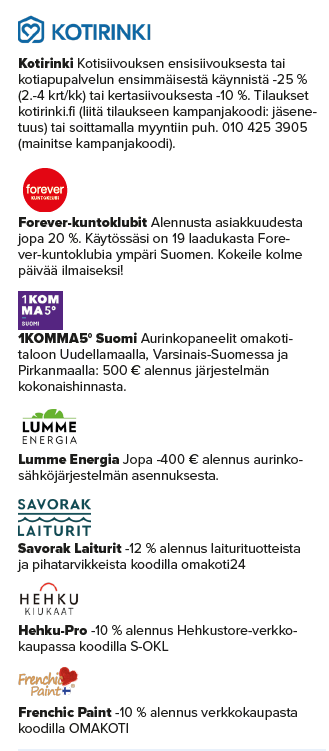 KOTIRINKI
Kotirinki Kotisiivouksen ensisiivouksesta tai
kotiapupalvelun ensimmäisestä käynnistä -25 %
(2.-4 krt/kk) tai kertasiivouksesta -10 %. Tilaukset
kotirinki.fi (liitä tilaukseen kampanjakoodi: jäsene-
tuus) tai soittamalla myyntiin puh. 010 425 3905
(mainitse kampanjakoodi).
forever
KUNTOKLUBIT
Forever-kuntoklubit Alennusta asiakkuudesta
jopa 20 %. Käytössäsi on 19 laadukasta Fore-
ver-kuntoklubia ympäri Suomen. Kokeile kolme
päivää ilmaiseksi!
1KOM
MA5°
SUOMI
1KOMMA5° Suomi Aurinkopaneelit omakoti-
taloon Uudellamaalla, Varsinais-Suomessa ja
Pirkanmaalla: 500 € alennus järjestelmän
kokonaishinnasta.
LUMME
ENERGIA
Lumme Energia Jopa -400 € alennus aurinko-
sähköjärjestelmän asennuksesta.
SAVORAK
LAITURIT
Savorak Laiturit -12 % alennus laiturituotteista
ja pihatarvikkeista koodilla omakoti24
HEHKU
KIUKAAT
Hehku-Pro -10 % alennus Hehkustore-verkko-
kaupassa koodilla S-OKL
Frenchic
Paint
Frenchic Paint -10 % alennus verkkokaupasta
koodilla OMAKOTI